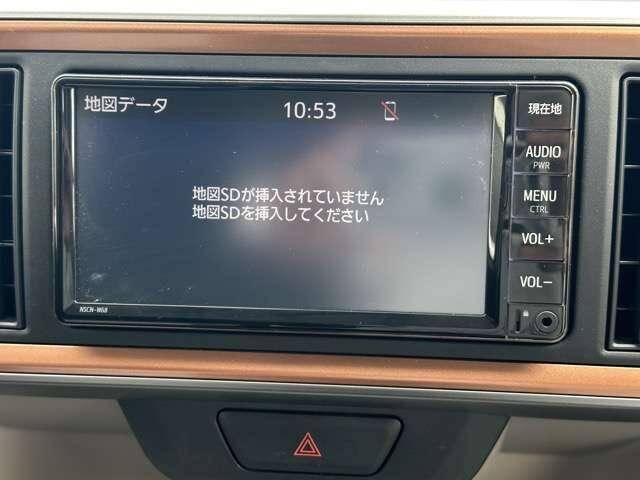 地図データ 10:53
現在地
AUDIO
PWR
地図SDが挿入されていません
地図SDを挿入してください
MENU
CTRL
VOL+
VOL-
NSCN-W68